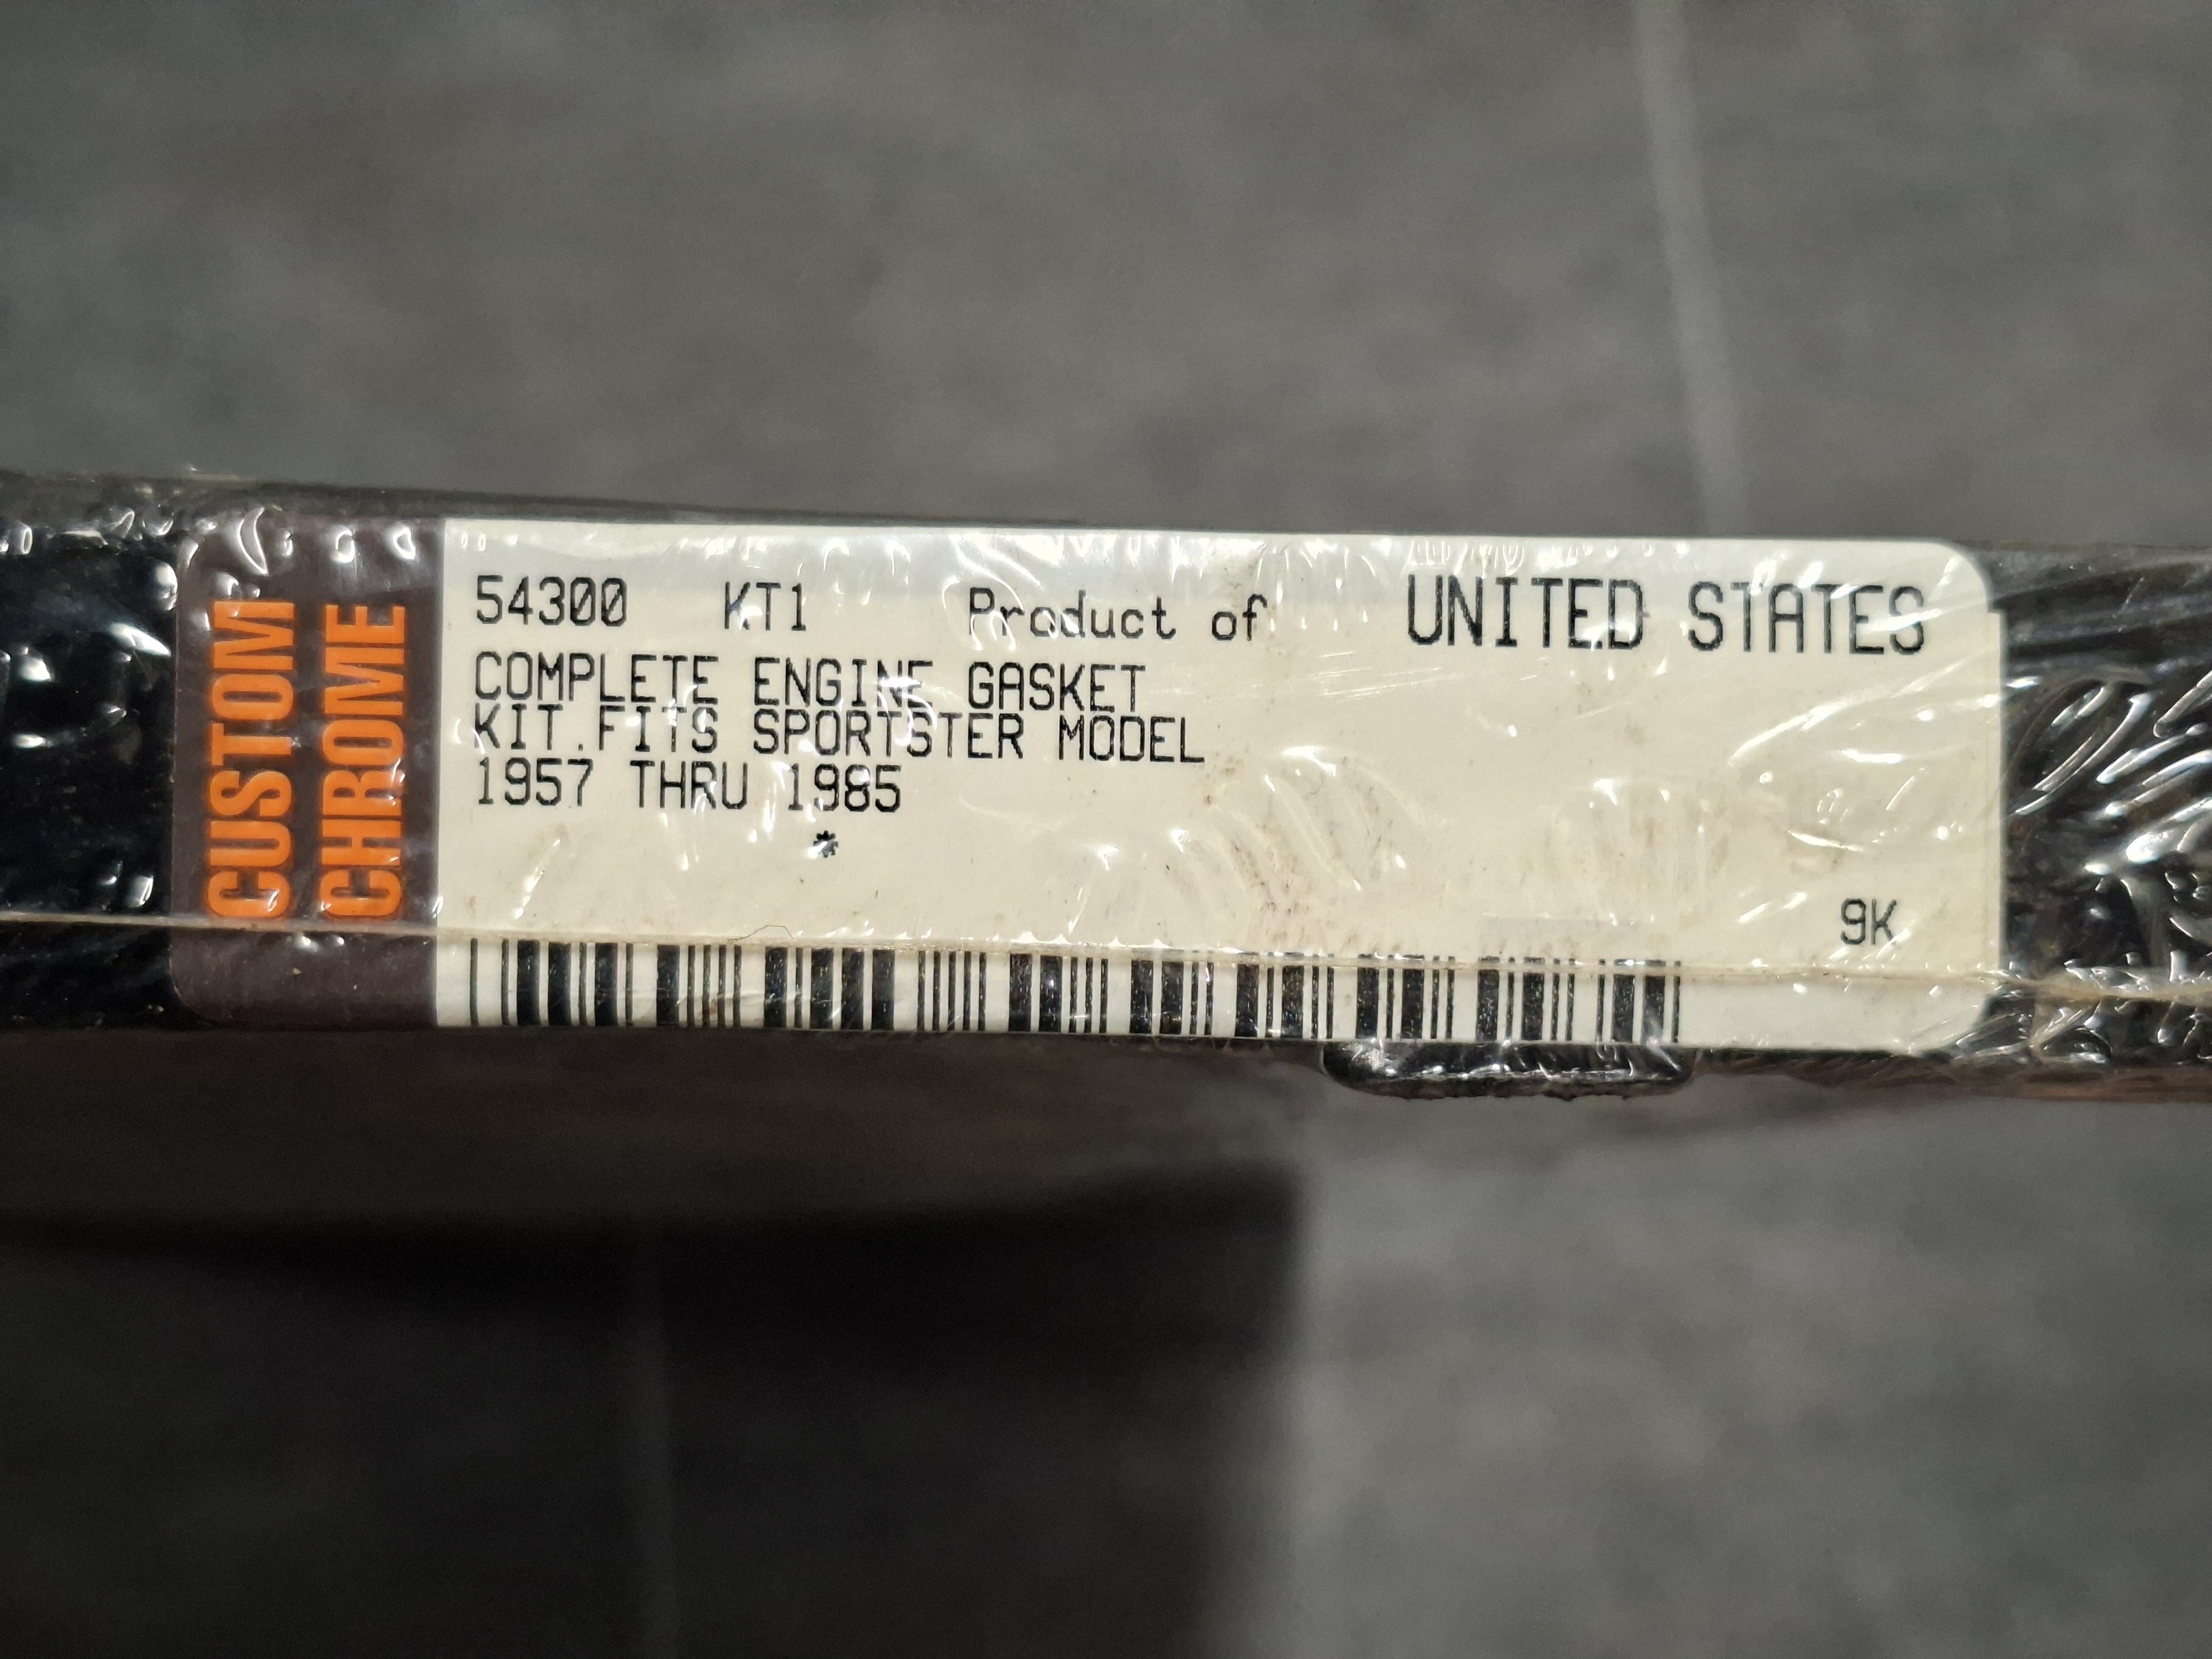 CUSTOM
CHROME
54300 KT1 Product of UNITED STATES
COMPLETE ENGINE GASKET
KIT.FITS SPORTSTER MODEL
1957 THRU 1985
*
9K